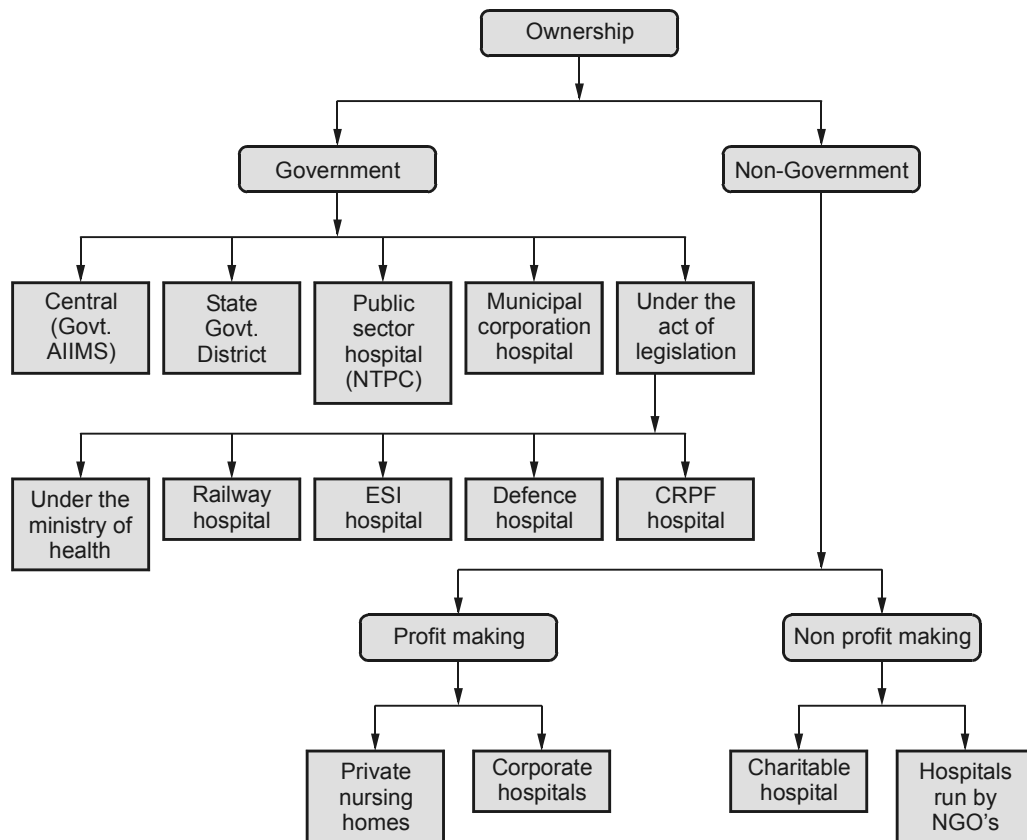 Ownership
Government
Non-Government
Central
(Govt.
AIIMS)
State
Govt.
District
Public
sector
hospital
(NTPC)
Municipal
corporation
hospital
Under the
act of
legislation
Under the
ministry of
health
Railway
hospital
ESI
hospital
Defence
hospital
CRPF
hospital
Profit making
Non profit making
Private
nursing
homes
Corporate
hospitals
Charitable
hospital
Hospitals
run by
NGO's